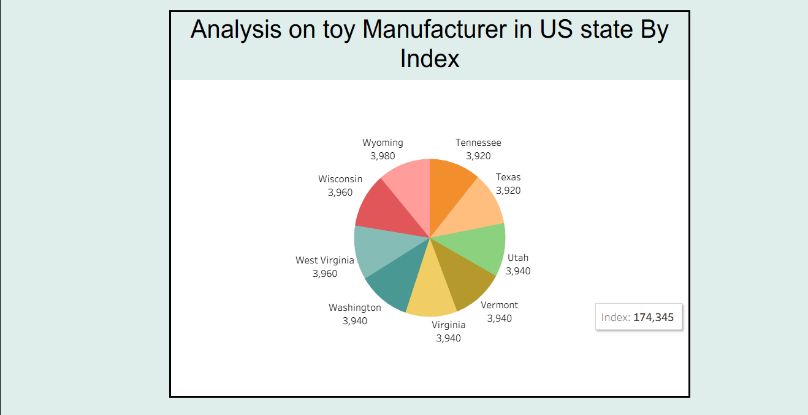 Analysis on toy Manufacturer in US state By
Index
Wyoming
3,980
Tennessee
3,920
Wisconsin
3,960
Texas
3,920
West Virginia
3,960
Utah
3,940
Washington
3,940
Vermont
3,940
Virginia
3,940
Index: 174,345